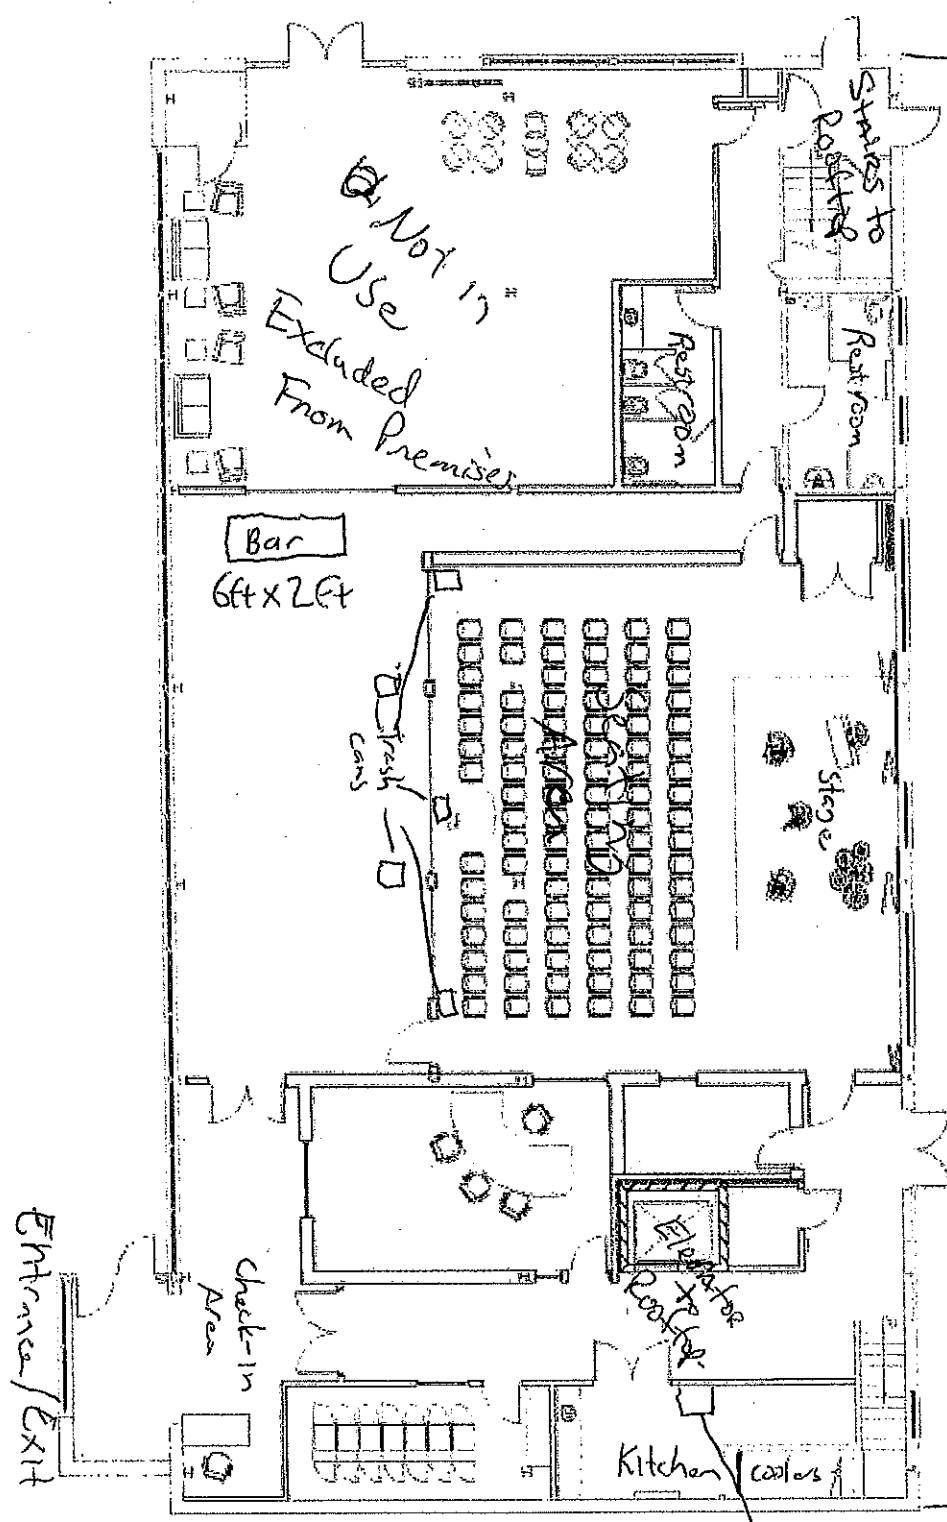 Stairs to
Rooftop
Not in
Use
Excluded
From Premises
Restroom
Restroom
Bar
6ft x 2ft
Trash
cans
Seating
Area
Stage
Elevator
to
Rooftop
Check-In
Area
Entrance/Exit
Kitchen
coolers